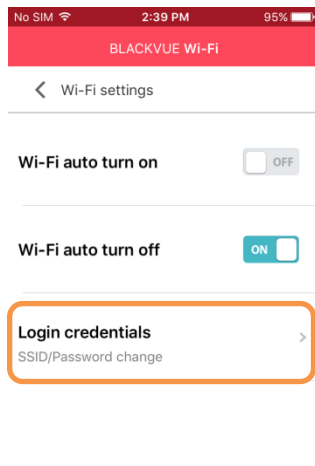 No SIM 2:39 PM 95%
BLACKVUE Wi-Fi
Wi-Fi settings
Wi-Fi auto turn on OFF
Wi-Fi auto turn off ON
Login credentials
SSID/Password change